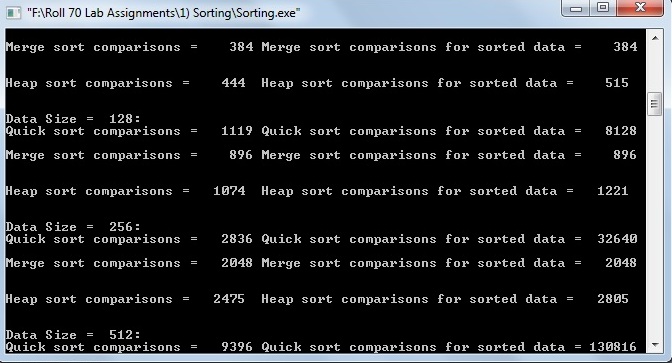 "F:\Roll 70 Lab Assignments\1) Sorting\Sorting.exe"
Merge sort comparisons =    384 Merge sort comparisons for sorted data =    384
Heap sort comparisons =   444  Heap sort comparisons for sorted data =    515
Data Size =  128:
Quick sort comparisons =   1119 Quick sort comparisons for sorted data =   8128
Merge sort comparisons =    896 Merge sort comparisons for sorted data =    896
Heap sort comparisons =  1074  Heap sort comparisons for sorted data =   1221
Data Size =  256:
Quick sort comparisons =   2836 Quick sort comparisons for sorted data =  32640
Merge sort comparisons =   2048 Merge sort comparisons for sorted data =   2048
Heap sort comparisons =  2475  Heap sort comparisons for sorted data =   2805
Data Size =  512:
Quick sort comparisons =   9396 Quick sort comparisons for sorted data = 130816